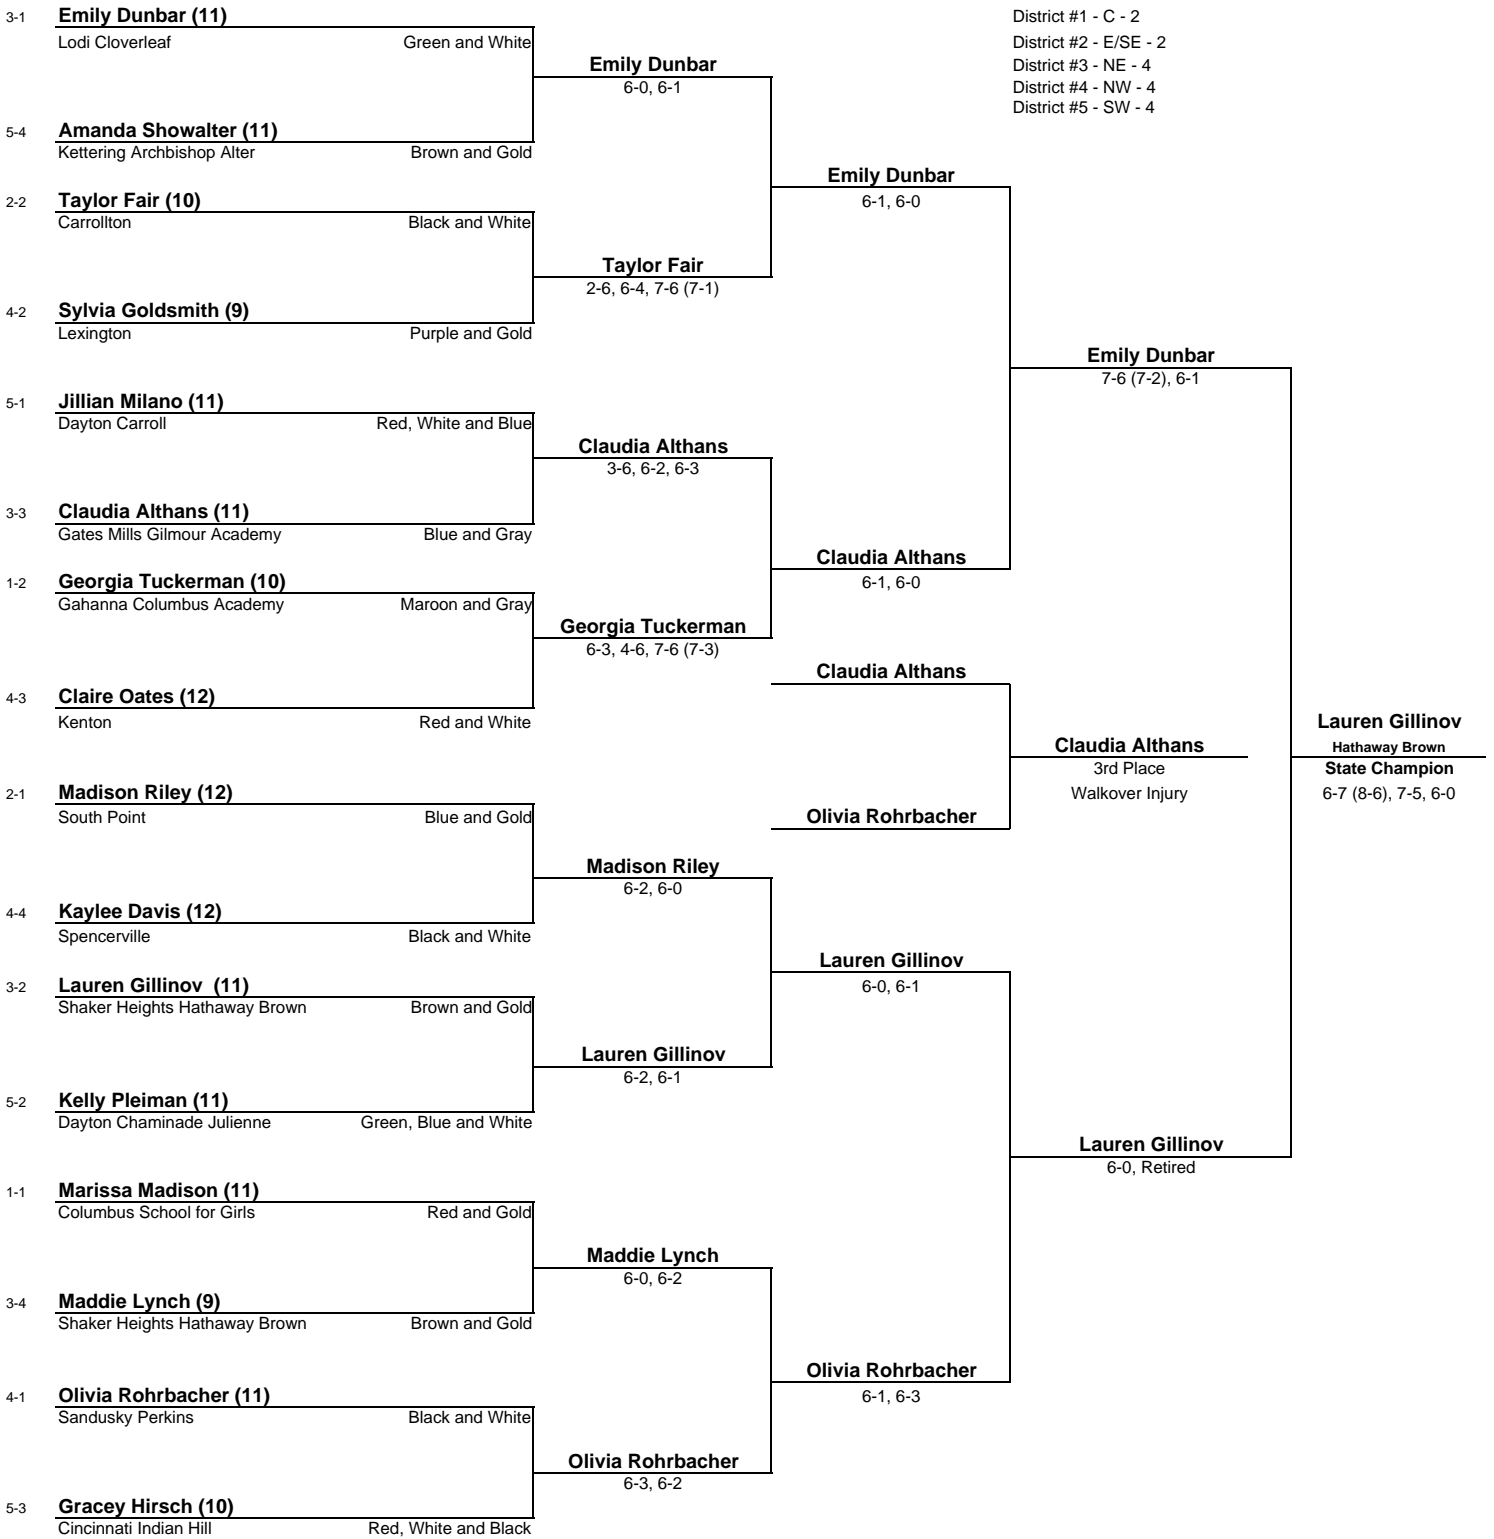 3-1 Emily Dunbar (11)
Lodi Cloverleaf Green and White
5-4 Amanda Showalter (11)
Kettering Archbishop Alter Brown and Gold
2-2 Taylor Fair (10)
Carrollton Black and White
4-2 Sylvia Goldsmith (9)
Lexington Purple and Gold
5-1 Jillian Milano (11)
Dayton Carroll Red, White and Blue
3-3 Claudia Althans (11)
Gates Mills Gilmour Academy Blue and Gray
1-2 Georgia Tuckerman (10)
Gahanna Columbus Academy Maroon and Gray
4-3 Claire Oates (12)
Kenton Red and White
2-1 Madison Riley (12)
South Point Blue and Gold
4-4 Kaylee Davis (12)
Spencerville Black and White
3-2 Lauren Gillinov (11)
Shaker Heights Hathaway Brown Brown and Gold
5-2 Kelly Pleiman (11)
Dayton Chaminade Julienne Green, Blue and White
1-1 Marissa Madison (11)
Columbus School for Girls Red and Gold
3-4 Maddie Lynch (9)
Shaker Heights Hathaway Brown Brown and Gold
4-1 Olivia Rohrbacher (11)
Sandusky Perkins Black and White
5-3 Gracey Hirsch (10)
Cincinnati Indian Hill Red, White and Black
Emily Dunbar
6-0, 6-1
Taylor Fair
2-6, 6-4, 7-6 (7-1)
Claudia Althans
3-6, 6-2, 6-3
Georgia Tuckerman
6-3, 4-6, 7-6 (7-3)
Madison Riley
6-2, 6-0
Lauren Gillinov
6-2, 6-1
Maddie Lynch
6-0, 6-2
Olivia Rohrbacher
6-3, 6-2
Emily Dunbar
6-1, 6-0
Claudia Althans
6-1, 6-0
Claudia Althans
Olivia Rohrbacher
Lauren Gillinov
6-0, 6-1
Olivia Rohrbacher
6-1, 6-3
District #1 - C - 2
District #2 - E/SE - 2
District #3 - NE - 4
District #4 - NW - 4
District #5 - SW - 4
Emily Dunbar
7-6 (7-2), 6-1
Claudia Althans
3rd Place
Walkover Injury
Lauren Gillinov
6-0, Retired
Lauren Gillinov
Hathaway Brown
State Champion
6-7 (8-6), 7-5, 6-0